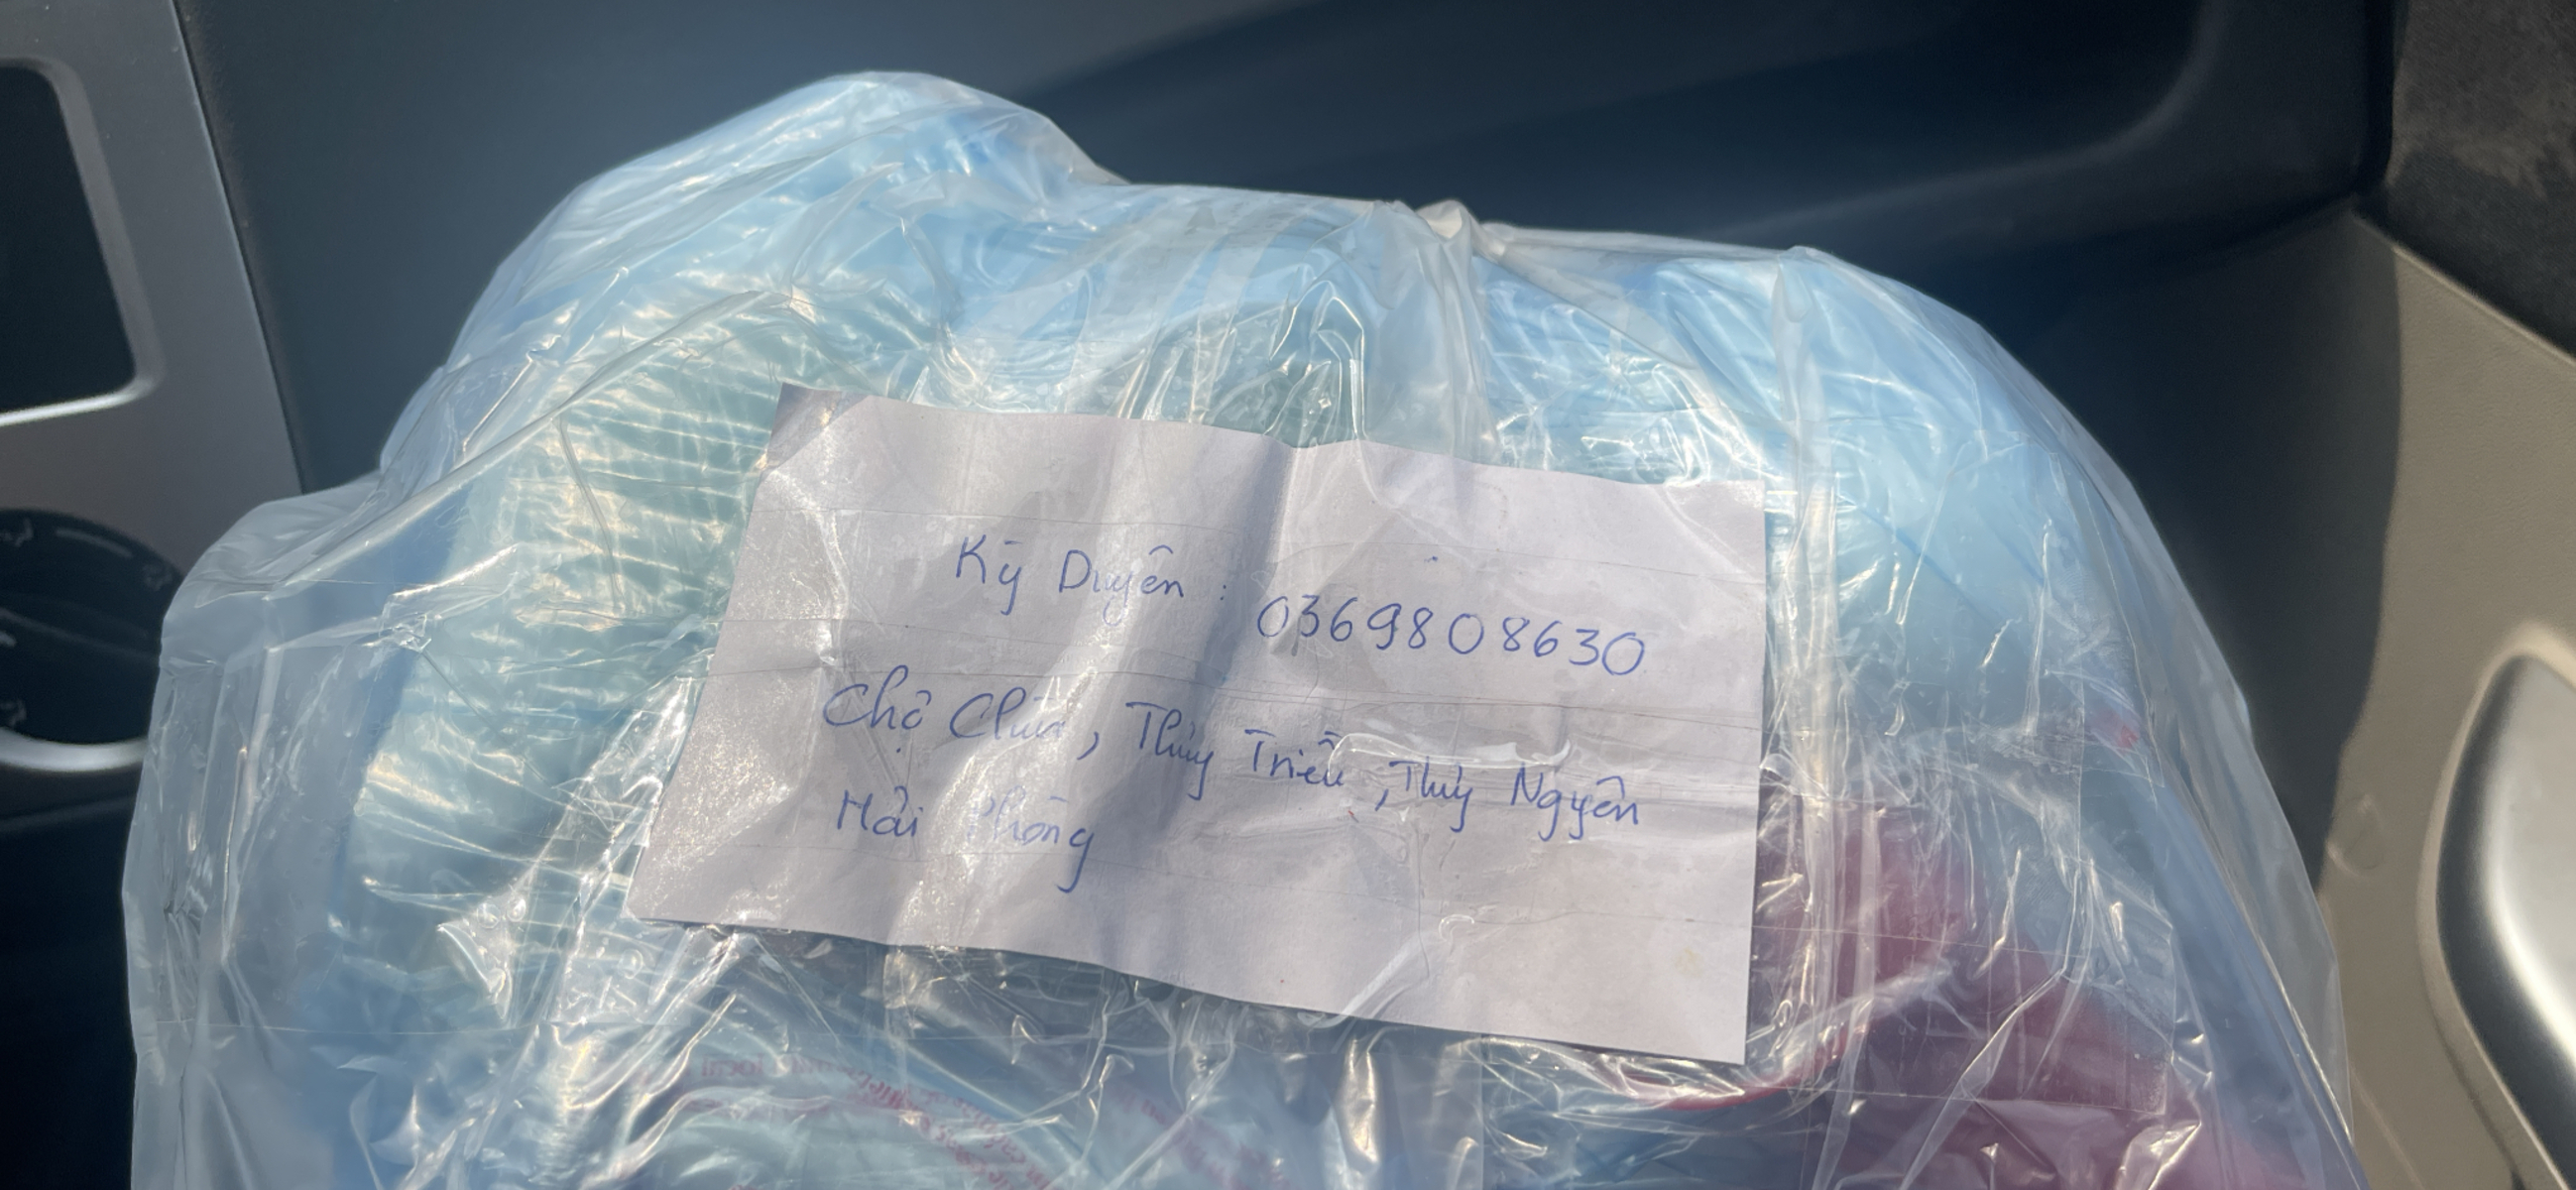 Kỳ Duyên : 0369808630
Chợ Chùa, Thủy Triều, Thủy Nguyên
Hải Phòng